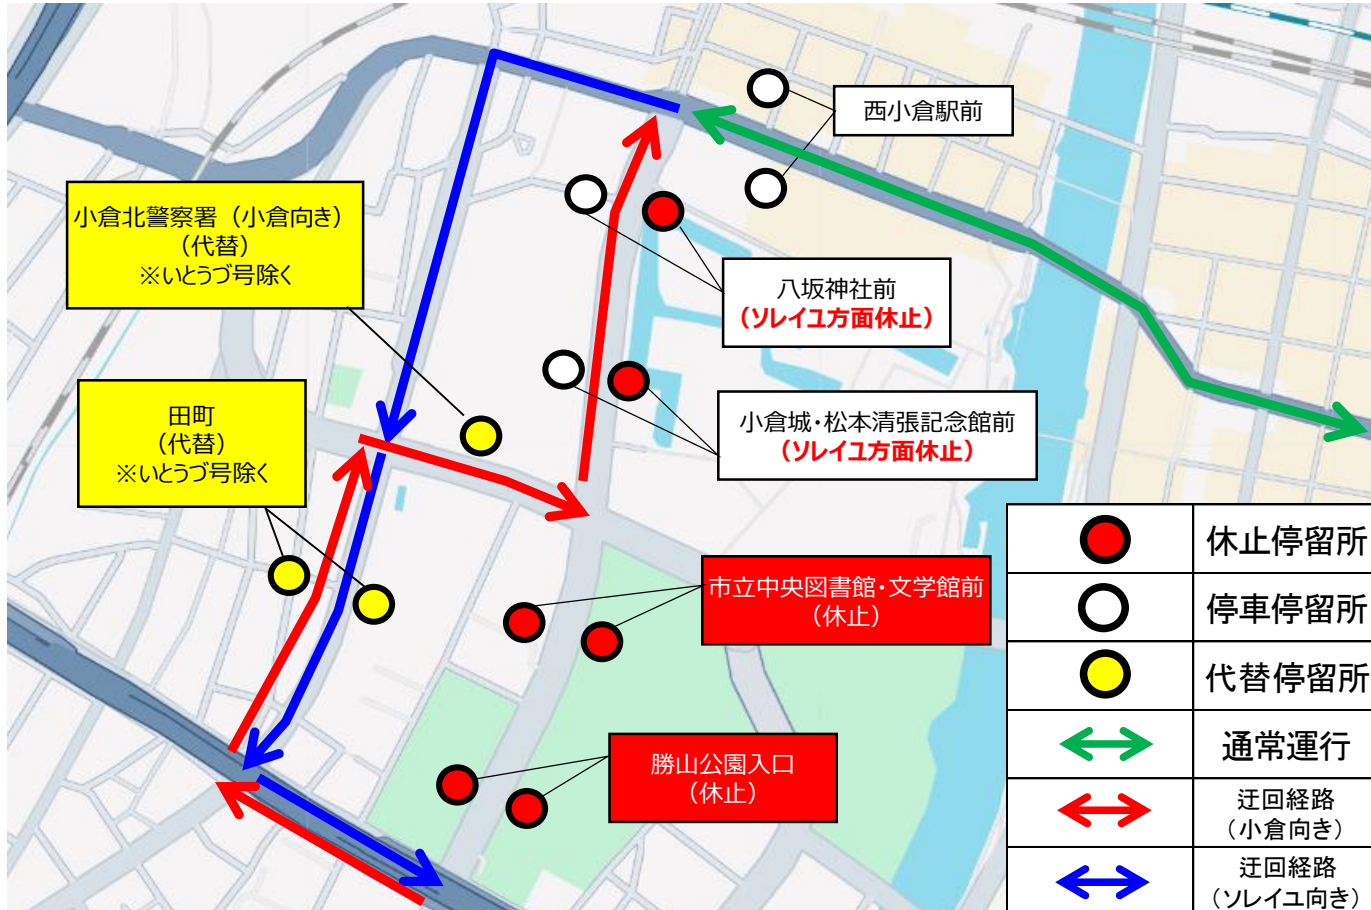 西小倉駅前
小倉北警察署（小倉向き）
（代替）
※いとうづ号除く
八坂神社前
（ソレイユ方面休止）
田町
（代替）
※いとうづ号除く
小倉城・松本清張記念館前
（ソレイユ方面休止）
市立中央図書館・文学館前
（休止）
勝山公園入口
（休止）
休止停留所
停車停留所
代替停留所
通常運行
迂回経路
（小倉向き）
迂回経路
（ソレイユ向き）